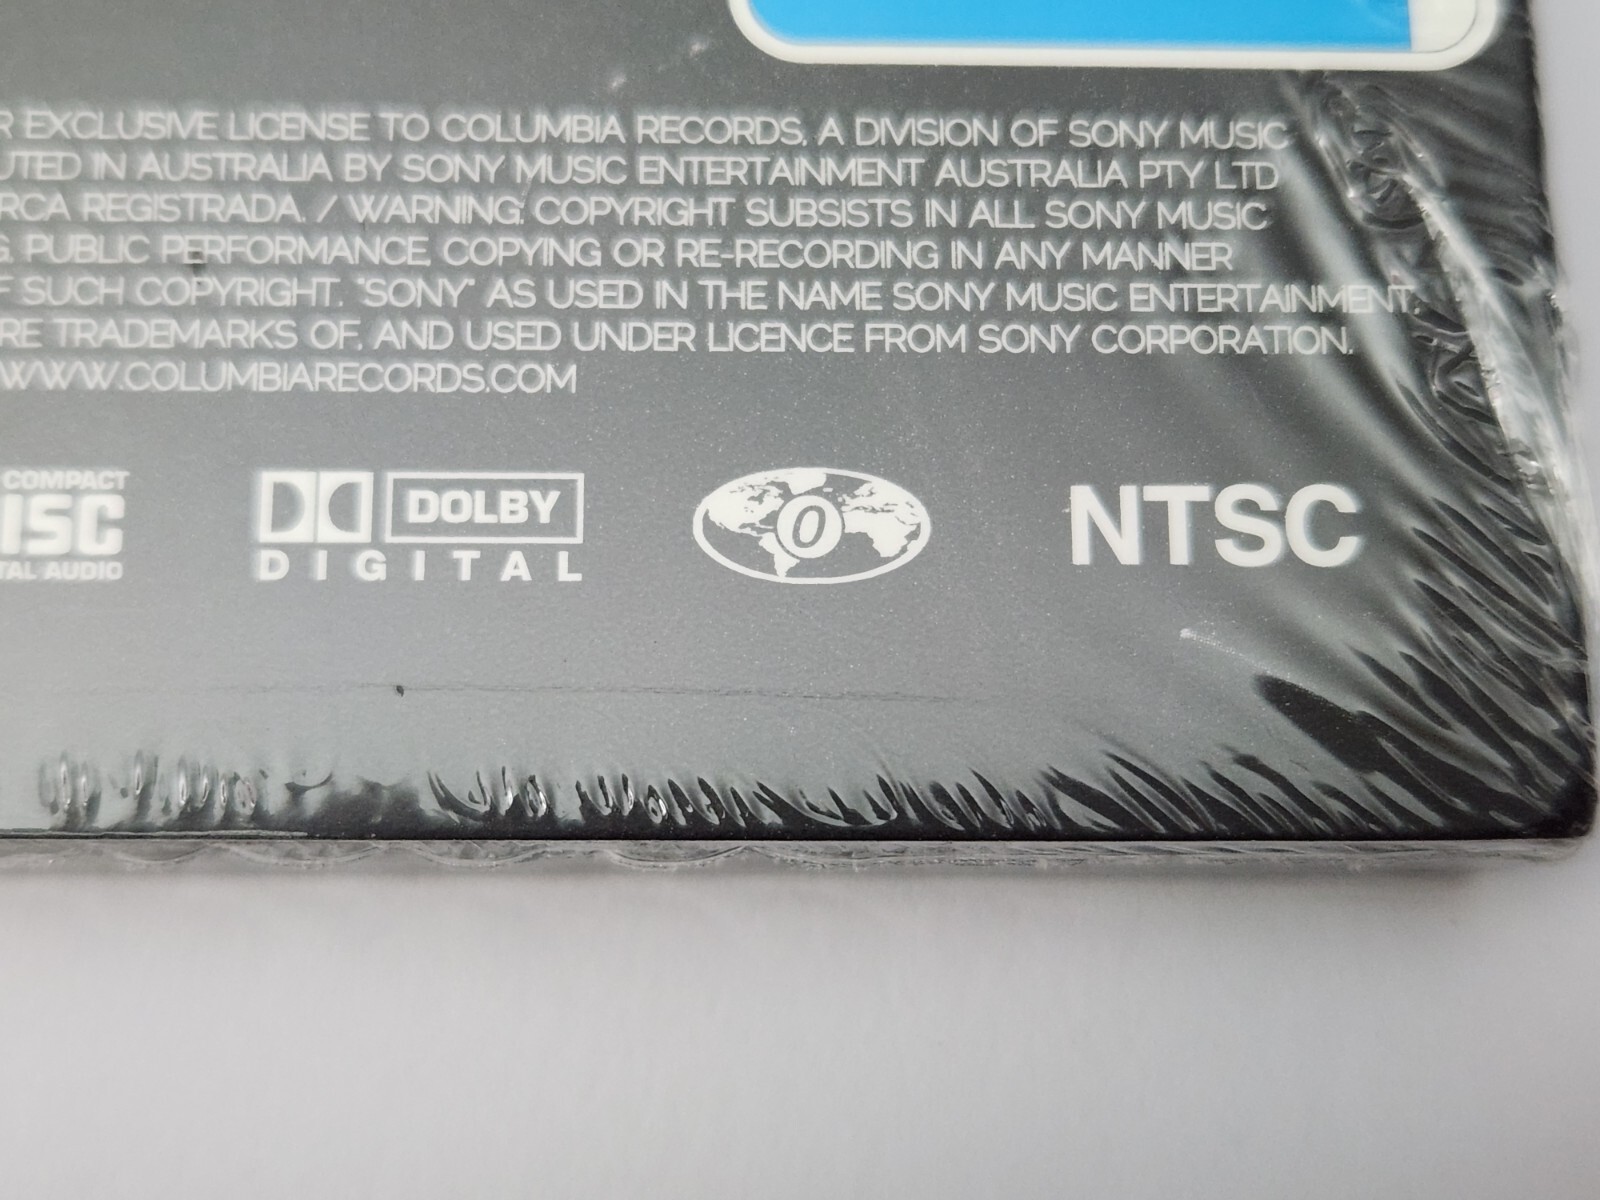 R EXCLUSIVE LICENSE TO COLUMBIA RECORDS, A DIVISION OF SONY MUSIC
UTED IN AUSTRALIA BY SONY MUSIC ENTERTAINMENT AUSTRALIA PTY LTD
RCA REGISTRADA. / WARNING: COPYRIGHT SUBSISTS IN ALL SONY MUSIC
G, PUBLIC PERFORMANCE, COPYING OR RE-RECORDING IN ANY MANNER
F SUCH COPYRIGHT. "SONY" AS USED IN THE NAME SONY MUSIC ENTERTAINMENT,
RE TRADEMARKS OF, AND USED UNDER LICENCE FROM SONY CORPORATION.
WWW.COLUMBIARECORDS.COM
COMPACT
ISC
TAL AUDIO
DOLBY
DIGITAL
0
NTSC